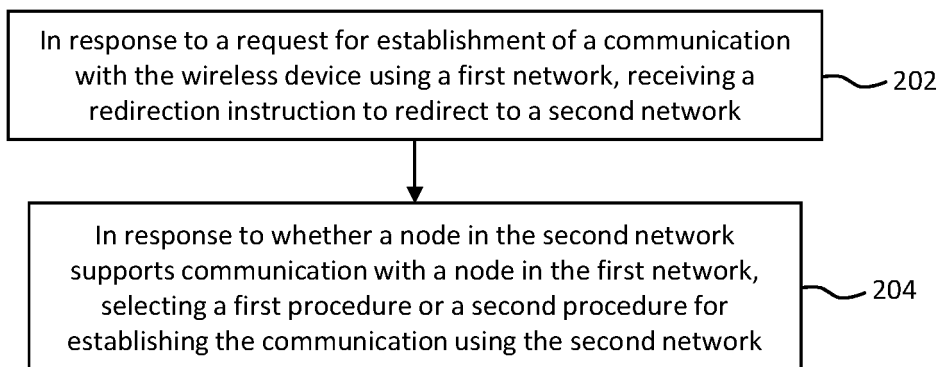 In response to a request for establishment of a communication
with the wireless device using a first network, receiving a
redirection instruction to redirect to a second network
202
In response to whether a node in the second network
supports communication with a node in the first network,
selecting a first procedure or a second procedure for
establishing the communication using the second network
204